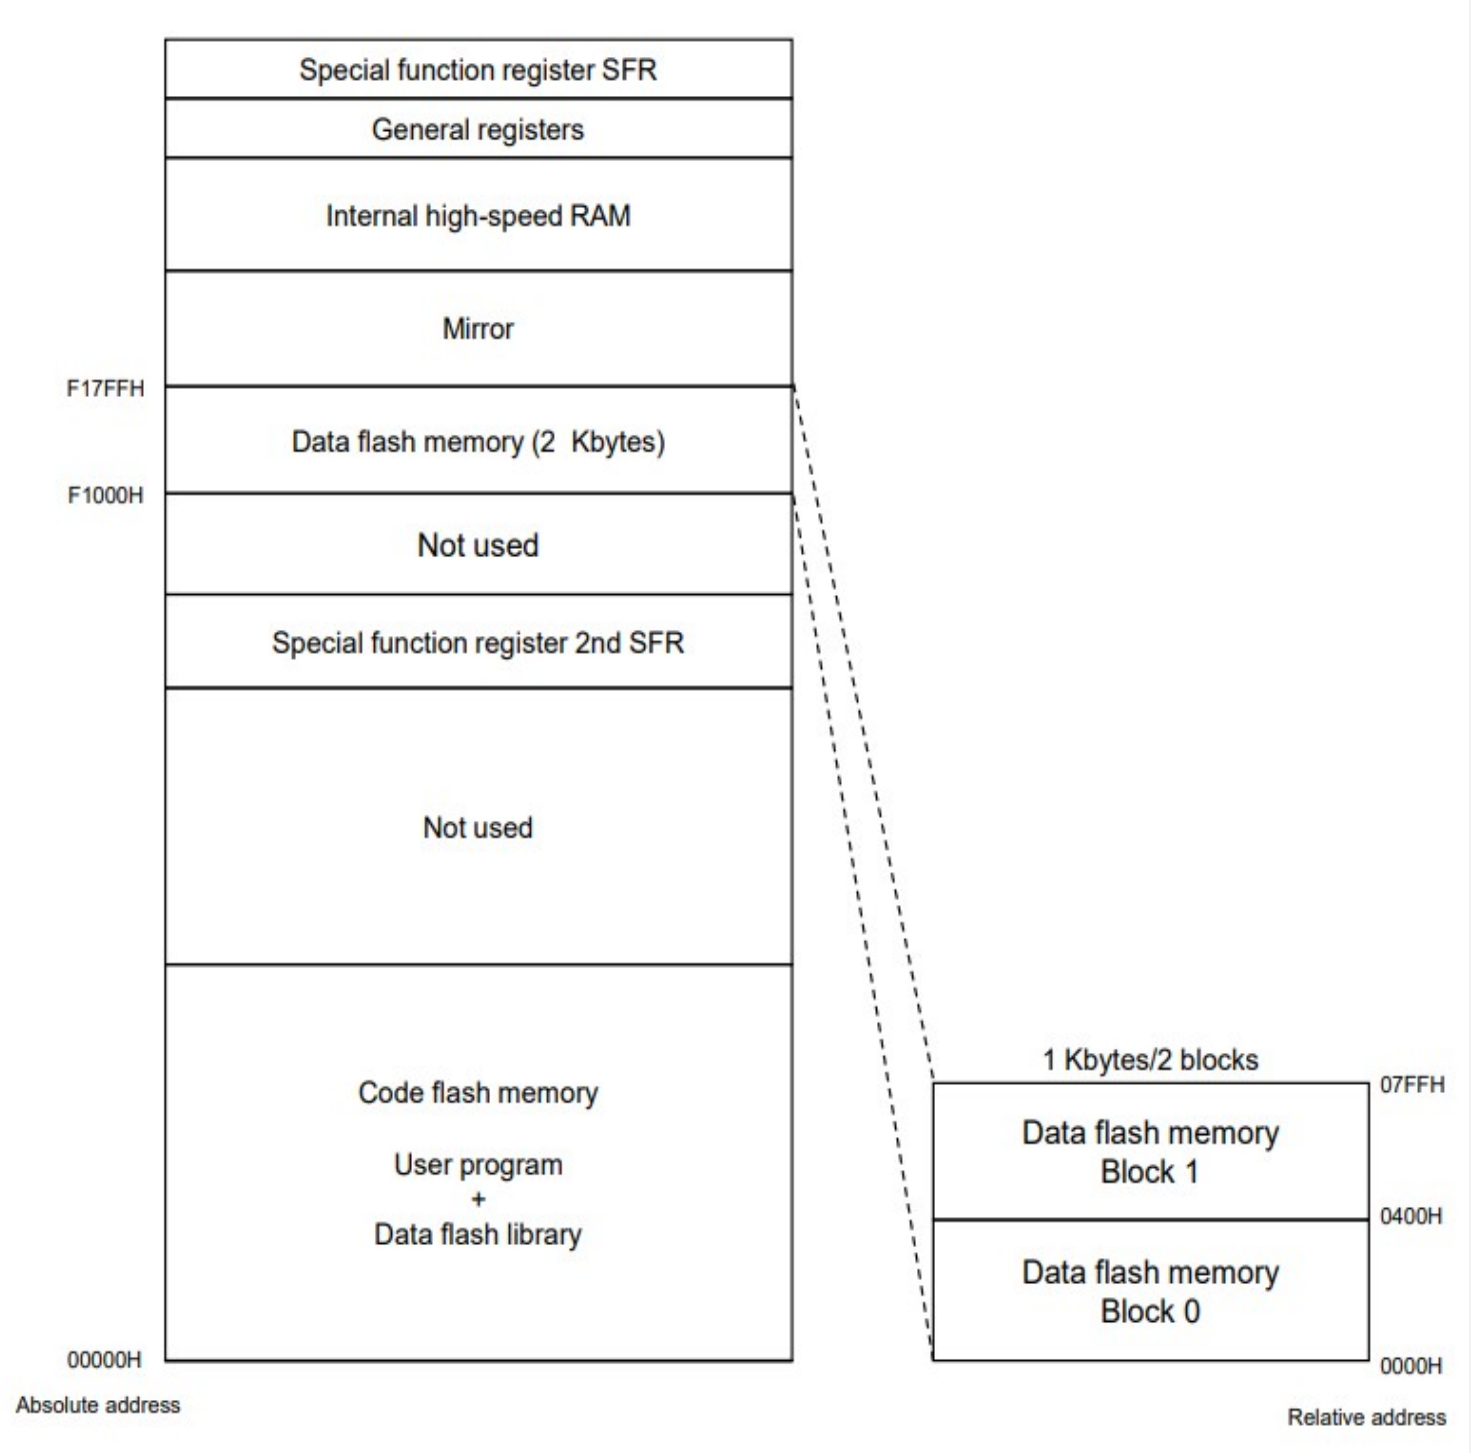 Special function register SFR
General registers
Internal high-speed RAM
Mirror
F17FFH
Data flash memory (2 Kbytes)
F1000H
Not used
Special function register 2nd SFR
Not used
Code flash memory
User program
+
Data flash library
00000H
Absolute address
1 Kbytes/2 blocks
07FFH
Data flash memory
Block 1
0400H
Data flash memory
Block 0
0000H
Relative address